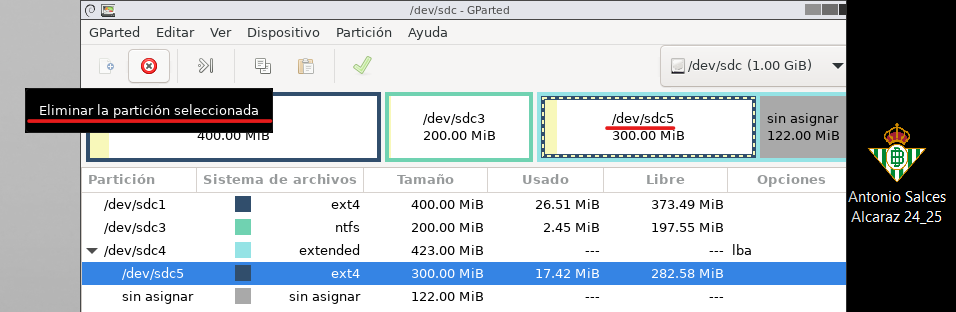 /dev/sdc - GParted
GParted Editar Ver Dispositivo Partición Ayuda
/dev/sdc (1.00 GiB)
Eliminar la partición seleccionada
400.00 MiB
/dev/sdc3
200.00 MiB
/dev/sdc5
300.00 MiB
sin asignar
122.00 MiB
Partición Sistema de archivos Tamaño Usado Libre Opciones
/dev/sdc1 ext4 400.00 MiB 26.51 MiB 373.49 MiB
/dev/sdc3 ntfs 200.00 MiB 2.45 MiB 197.55 MiB
/dev/sdc4 extended 423.00 MiB --- --- lba
/dev/sdc5 ext4 300.00 MiB 17.42 MiB 282.58 MiB
sin asignar sin asignar 122.00 MiB --- ---
Antonio Salces
Alcaraz 24_25